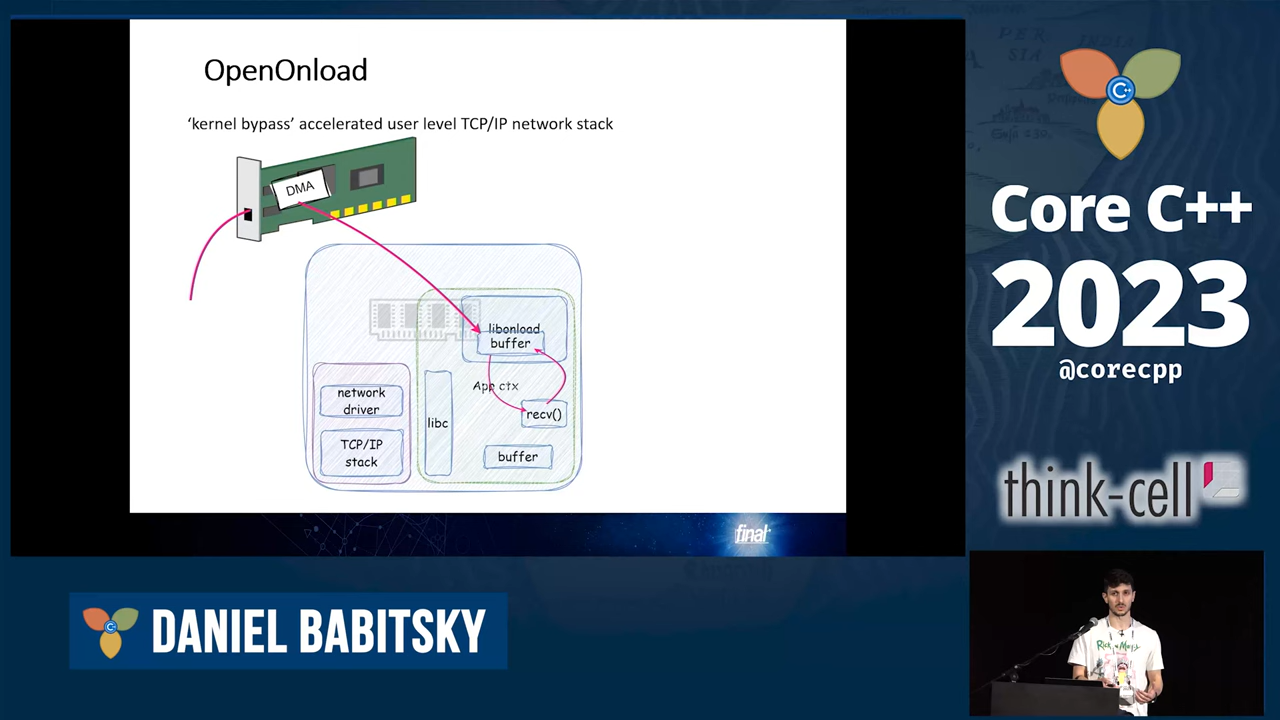 OpenOnload
‘kernel bypass’ accelerated user level TCP/IP network stack
DMA
libonload
buffer
App ctx
recv()
buffer
libc
network
driver
TCP/IP
stack
final
DANIEL BABITSKY
C++
Core C++
2023
@corecpp
think-cell